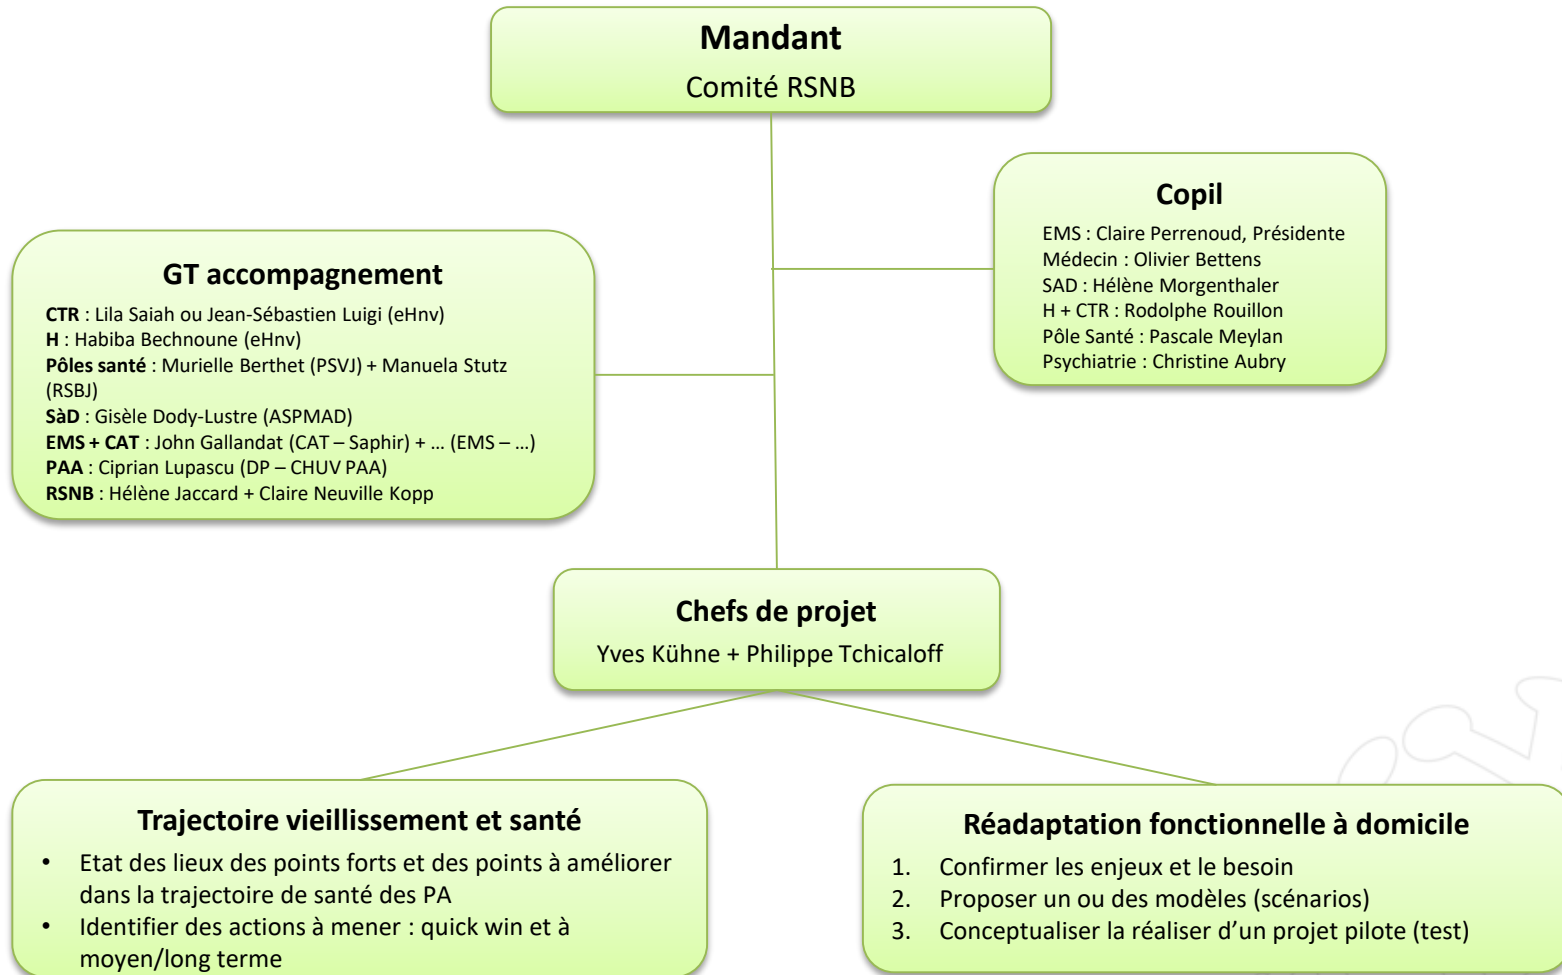 Mandant
Comité RSNB
Copil
EMS : Claire Perrenoud, Présidente
Médecin : Olivier Bettens
SAD : Hélène Morgenthaler
H + CTR : Rodolphe Rouillon
Pôle Santé : Pascale Meylan
Psychiatrie : Christine Aubry
GT accompagnement
CTR : Lila Saiah ou Jean-Sébastien Luigi (eHnv)
H : Habiba Bechnoune (eHnv)
Pôles santé : Murielle Berthet (PSVJ) + Manuela Stutz
(RSBJ)
SàD : Gisèle Dody-Lustre (ASPMAD)
EMS + CAT : John Gallandat (CAT – Saphir) + ... (EMS – ...)
PAA : Ciprian Lupascu (DP – CHUV PAA)
RSNB : Hélène Jaccard + Claire Neuville Kopp
Chefs de projet
Yves Kühne + Philippe Tchicaloff
Trajectoire vieillissement et santé
• Etat des lieux des points forts et des points à améliorer
dans la trajectoire de santé des PA
• Identifier des actions à mener : quick win et à
moyen/long terme
Réadaptation fonctionnelle à domicile
1. Confirmer les enjeux et le besoin
2. Proposer un ou des modèles (scénarios)
3. Conceptualiser la réaliser d'un projet pilote (test)